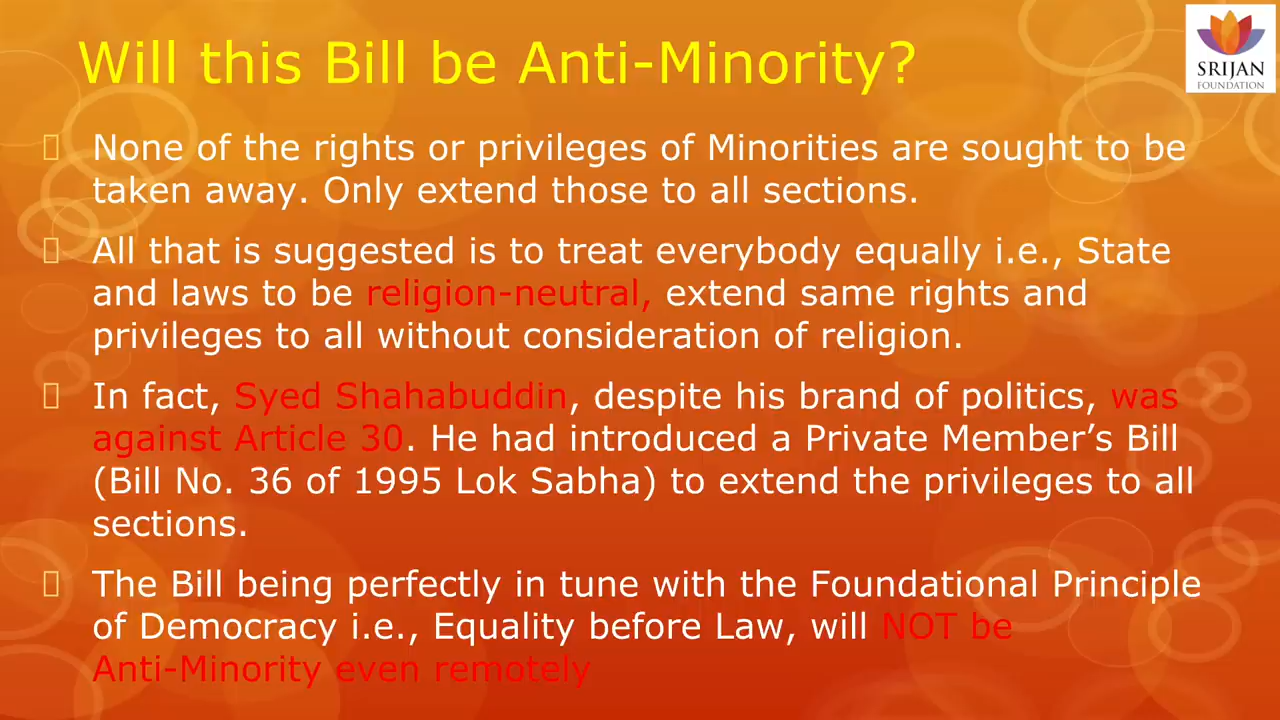 Will this Bill be Anti-Minority?
SRIJAN
FOUNDATION
None of the rights or privileges of Minorities are sought to be
taken away. Only extend those to all sections.
All that is suggested is to treat everybody equally i.e., State
and laws to be religion-neutral, extend same rights and
privileges to all without consideration of religion.
In fact, Syed Shahabuddin, despite his brand of politics, was
against Article 30. He had introduced a Private Member’s Bill
(Bill No. 36 of 1995 Lok Sabha) to extend the privileges to all
sections.
The Bill being perfectly in tune with the Foundational Principle
of Democracy i.e., Equality before Law, will NOT be
Anti-Minority even remotely